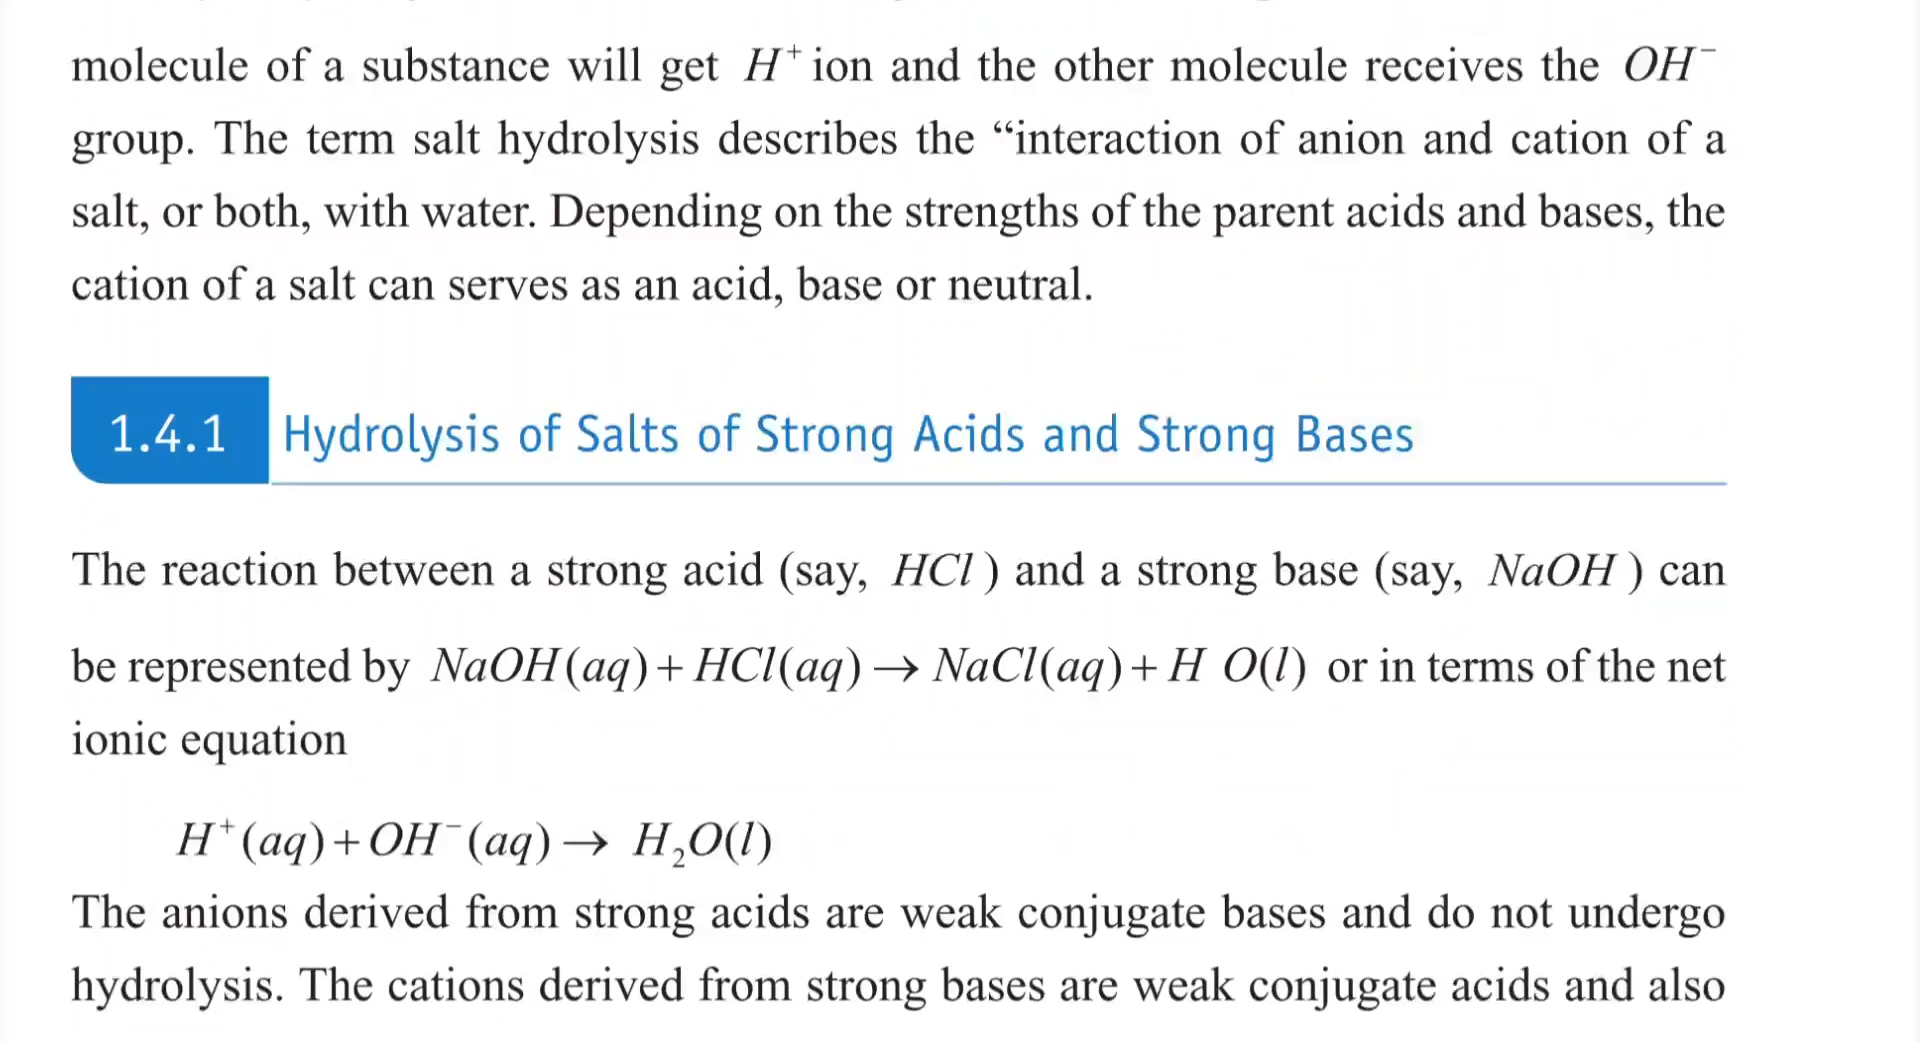 molecule of a substance will get H⁺ ion and the other molecule receives the OH⁻
group. The term salt hydrolysis describes the “interaction of anion and cation of a
salt, or both, with water. Depending on the strengths of the parent acids and bases, the
cation of a salt can serves as an acid, base or neutral.
1.4.1 Hydrolysis of Salts of Strong Acids and Strong Bases
The reaction between a strong acid (say, HCl ) and a strong base (say, NaOH ) can
be represented by NaOH(aq) + HCl(aq) → NaCl(aq) + H O(l) or in terms of the net
ionic equation
H⁺(aq) + OH⁻(aq) → H₂O(l)
The anions derived from strong acids are weak conjugate bases and do not undergo
hydrolysis. The cations derived from strong bases are weak conjugate acids and also